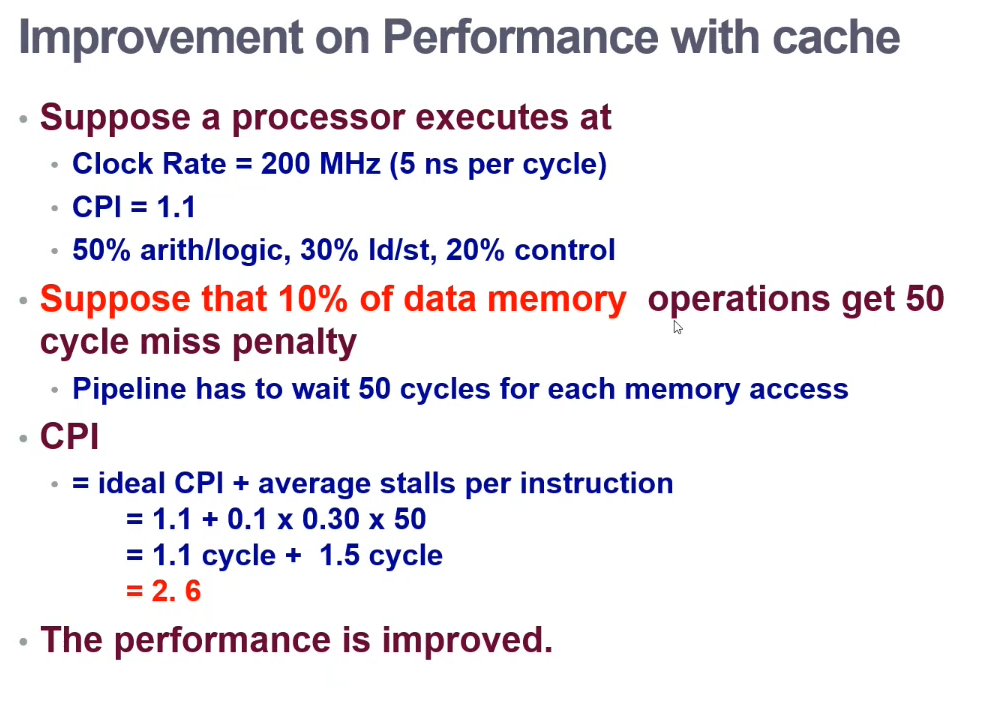 Improvement on Performance with cache
• Suppose a processor executes at
• Clock Rate = 200 MHz (5 ns per cycle)
• CPI = 1.1
• 50% arith/logic, 30% ld/st, 20% control
• Suppose that 10% of data memory operations get 50
cycle miss penalty
• Pipeline has to wait 50 cycles for each memory access
• CPI
• = ideal CPI + average stalls per instruction
= 1.1 + 0.1 x 0.30 x 50
= 1.1 cycle + 1.5 cycle
= 2. 6
• The performance is improved.